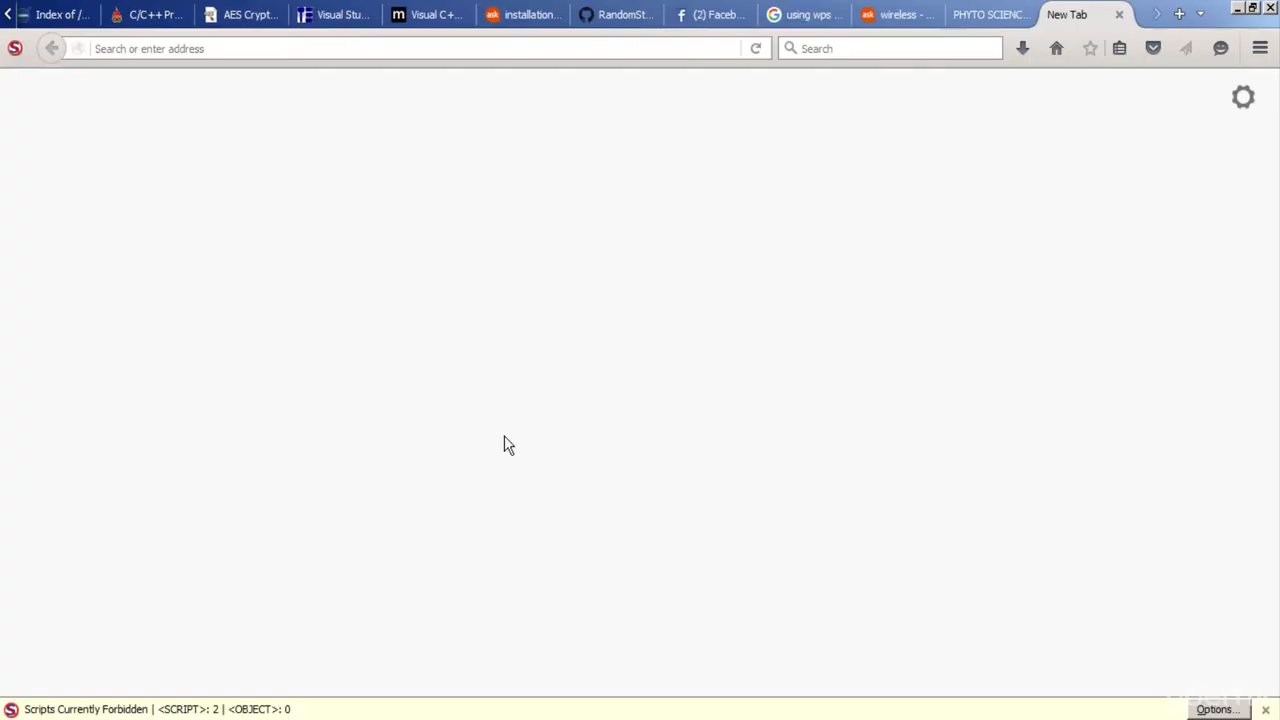 Index of /... C/C++ Pr... AES Crypt... Visual Stu... Visual C+... installation... RandomSt... (2) Faceb... using wps ... wireless - ... PHYTO SCIENC... New Tab
Search or enter address Search
Scripts Currently Forbidden | <SCRIPT>: 2 | <OBJECT>: 0 Options...